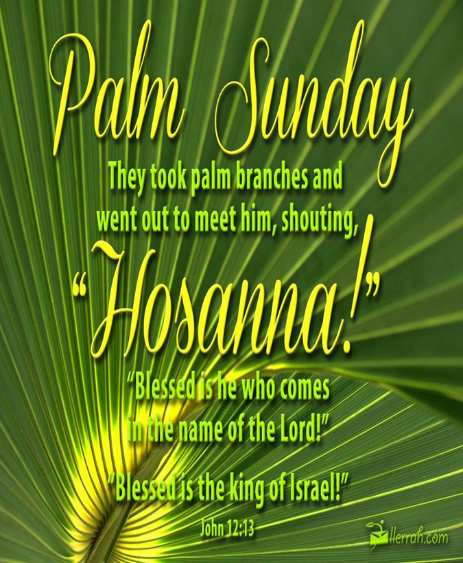 Palm Sunday
They took palm branches and
went out to meet him, shouting,
“Hosanna!”
“Blessed is he who comes
in the name of the Lord!”
“Blessed is the king of Israel!”
John 12:13
llerrah.com